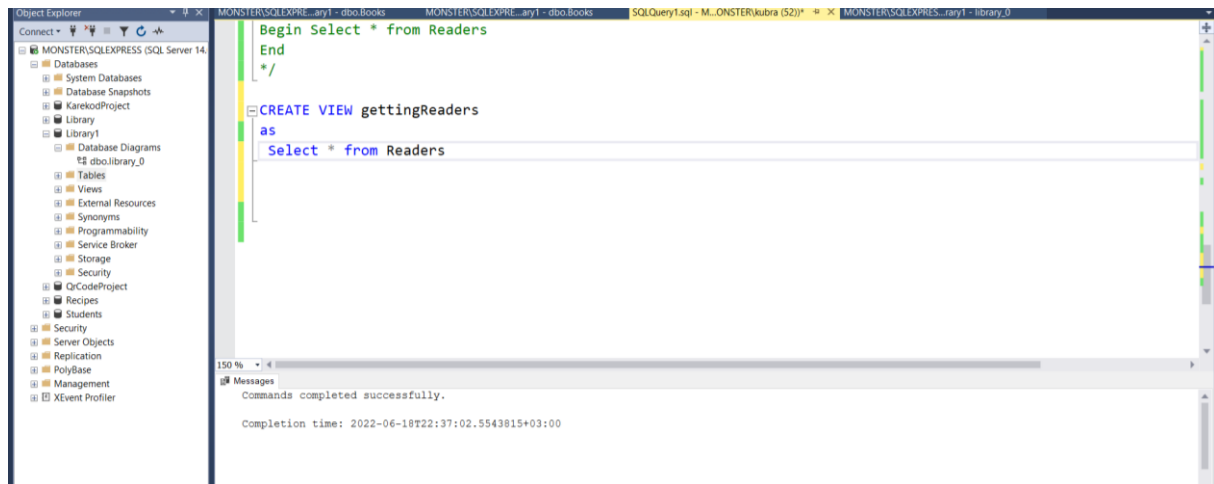 Object Explorer
Connect
MONSTER\SQLEXPRESS (SQL Server 14.
Databases
System Databases
Database Snapshots
KarekodProject
Library
Library1
Database Diagrams
dbo.library_0
Tables
Views
External Resources
Synonyms
Programmability
Service Broker
Storage
Security
QrCodeProject
Recipes
Students
Security
Server Objects
Replication
PolyBase
Management
XEvent Profiler
MONSTER\SQLEXPRE...ary1 - dbo.Books MONSTER\SQLEXPRE...ary1 - dbo.Books SQLQuery1.sql - M...ONSTER\kubra (52))* MONSTER\SQLEXPRES...rary1 - library_0
Begin Select * from Readers
End
*/
CREATE VIEW gettingReaders
as
Select * from Readers
150 %
Messages
Commands completed successfully.
Completion time: 2022-06-18T22:37:02.5543815+03:00